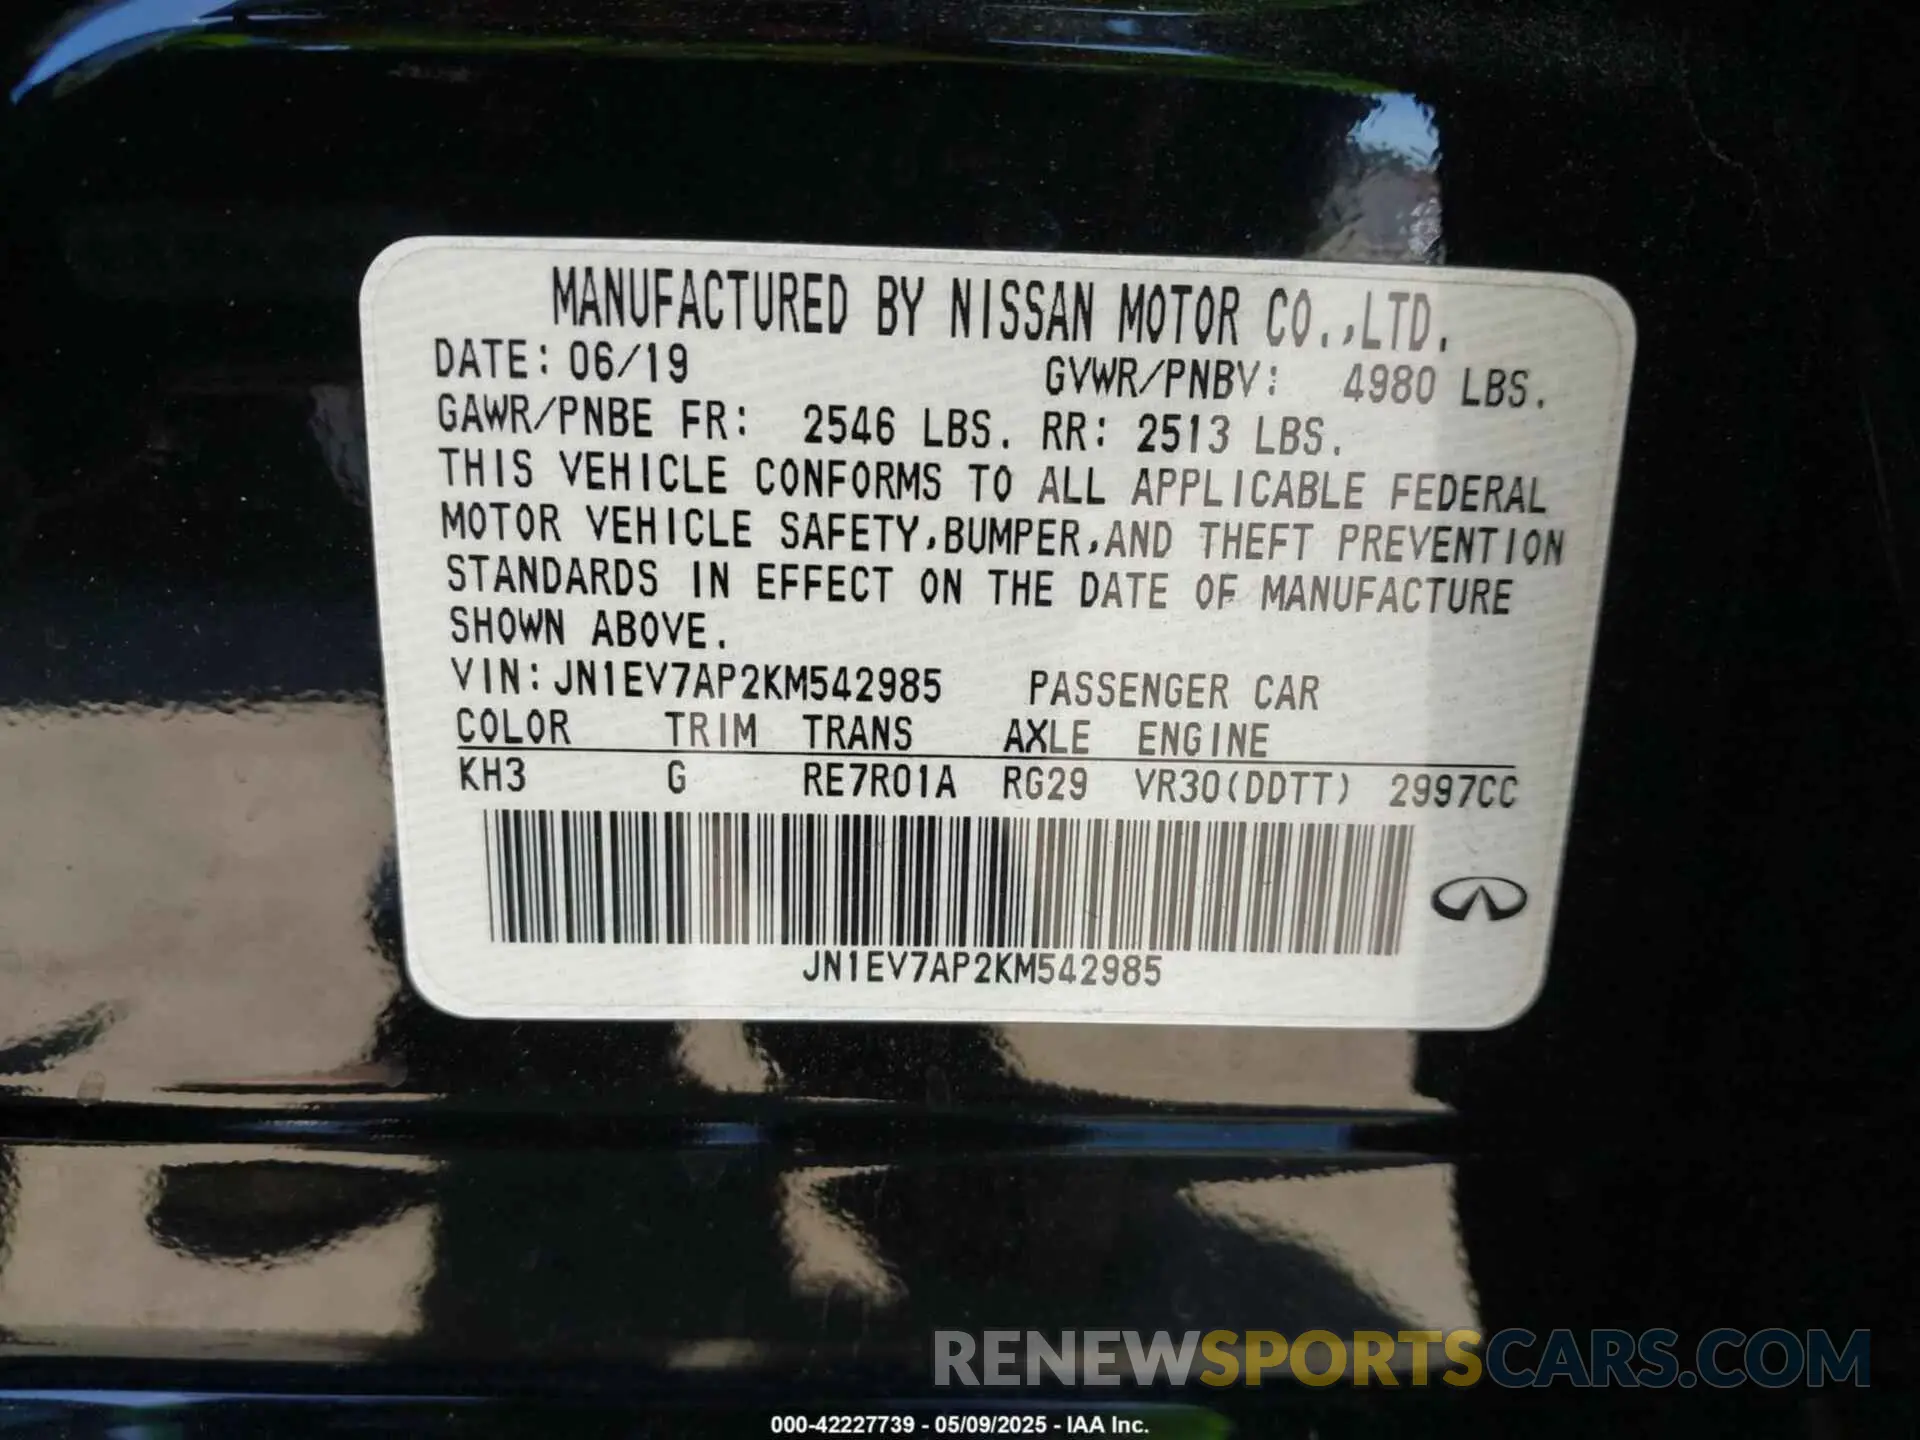 MANUFACTURED BY NISSAN MOTOR CO.,LTD.
DATE: 06/19 GVWR/PNBV: 4980 LBS.
GAWR/PNBE FR: 2546 LBS. RR: 2513 LBS.
THIS VEHICLE CONFORMS TO ALL APPLICABLE FEDERAL
MOTOR VEHICLE SAFETY,BUMPER,AND THEFT PREVENTION
STANDARDS IN EFFECT ON THE DATE OF MANUFACTURE
SHOWN ABOVE.
VIN: JN1EV7AP2KM542985 PASSENGER CAR
COLOR TRIM TRANS AXLE ENGINE
KH3 G RE7R01A RG29 VR30(DDTT) 2997CC
JN1EV7AP2KM542985
RENEWSPORTSCARS.COM
000-42227739 - 05/09/2025 - IAA Inc.